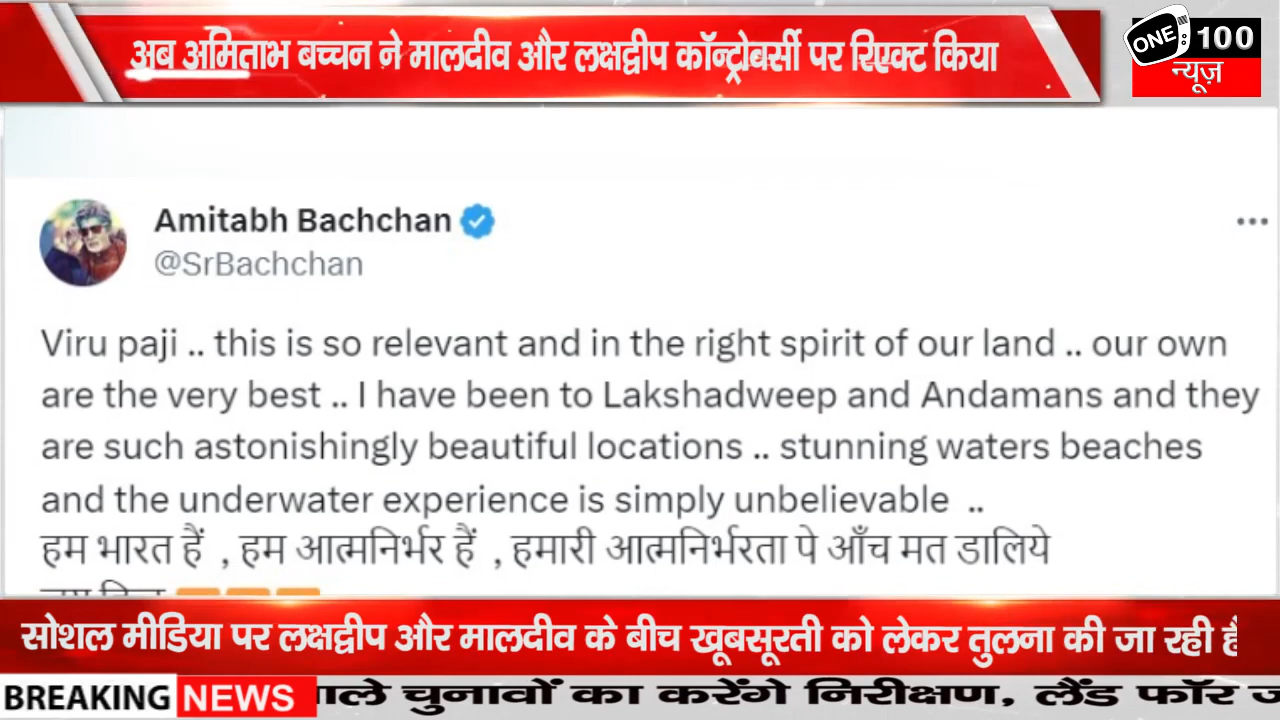 अब अमिताभ बच्चन ने मालदीव और लक्षद्वीप कॉन्ट्रोबर्सी पर रिएक्ट किया
ONE 100
न्यूज़
Amitabh Bachchan
@SrBachchan
Viru paji .. this is so relevant and in the right spirit of our land .. our own
are the very best .. I have been to Lakshadweep and Andamans and they
are such astonishingly beautiful locations .. stunning waters beaches
and the underwater experience is simply unbelievable ..
हम भारत हैं , हम आत्मनिर्भर हैं , हमारी आत्मनिर्भरता पे आँच मत डालिये
सोशल मीडिया पर लक्षद्वीप और मालदीव के बीच खूबसूरती को लेकर तुलना की जा रही है
BREAKING NEWS
चुनावों का करेंगे निरीक्षण, लैंड फॉर